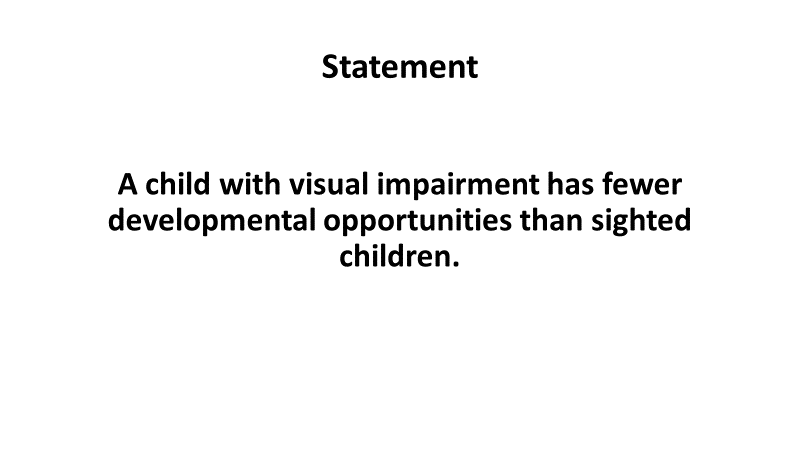 Statement
A child with visual impairment has fewer
developmental opportunities than sighted
children.